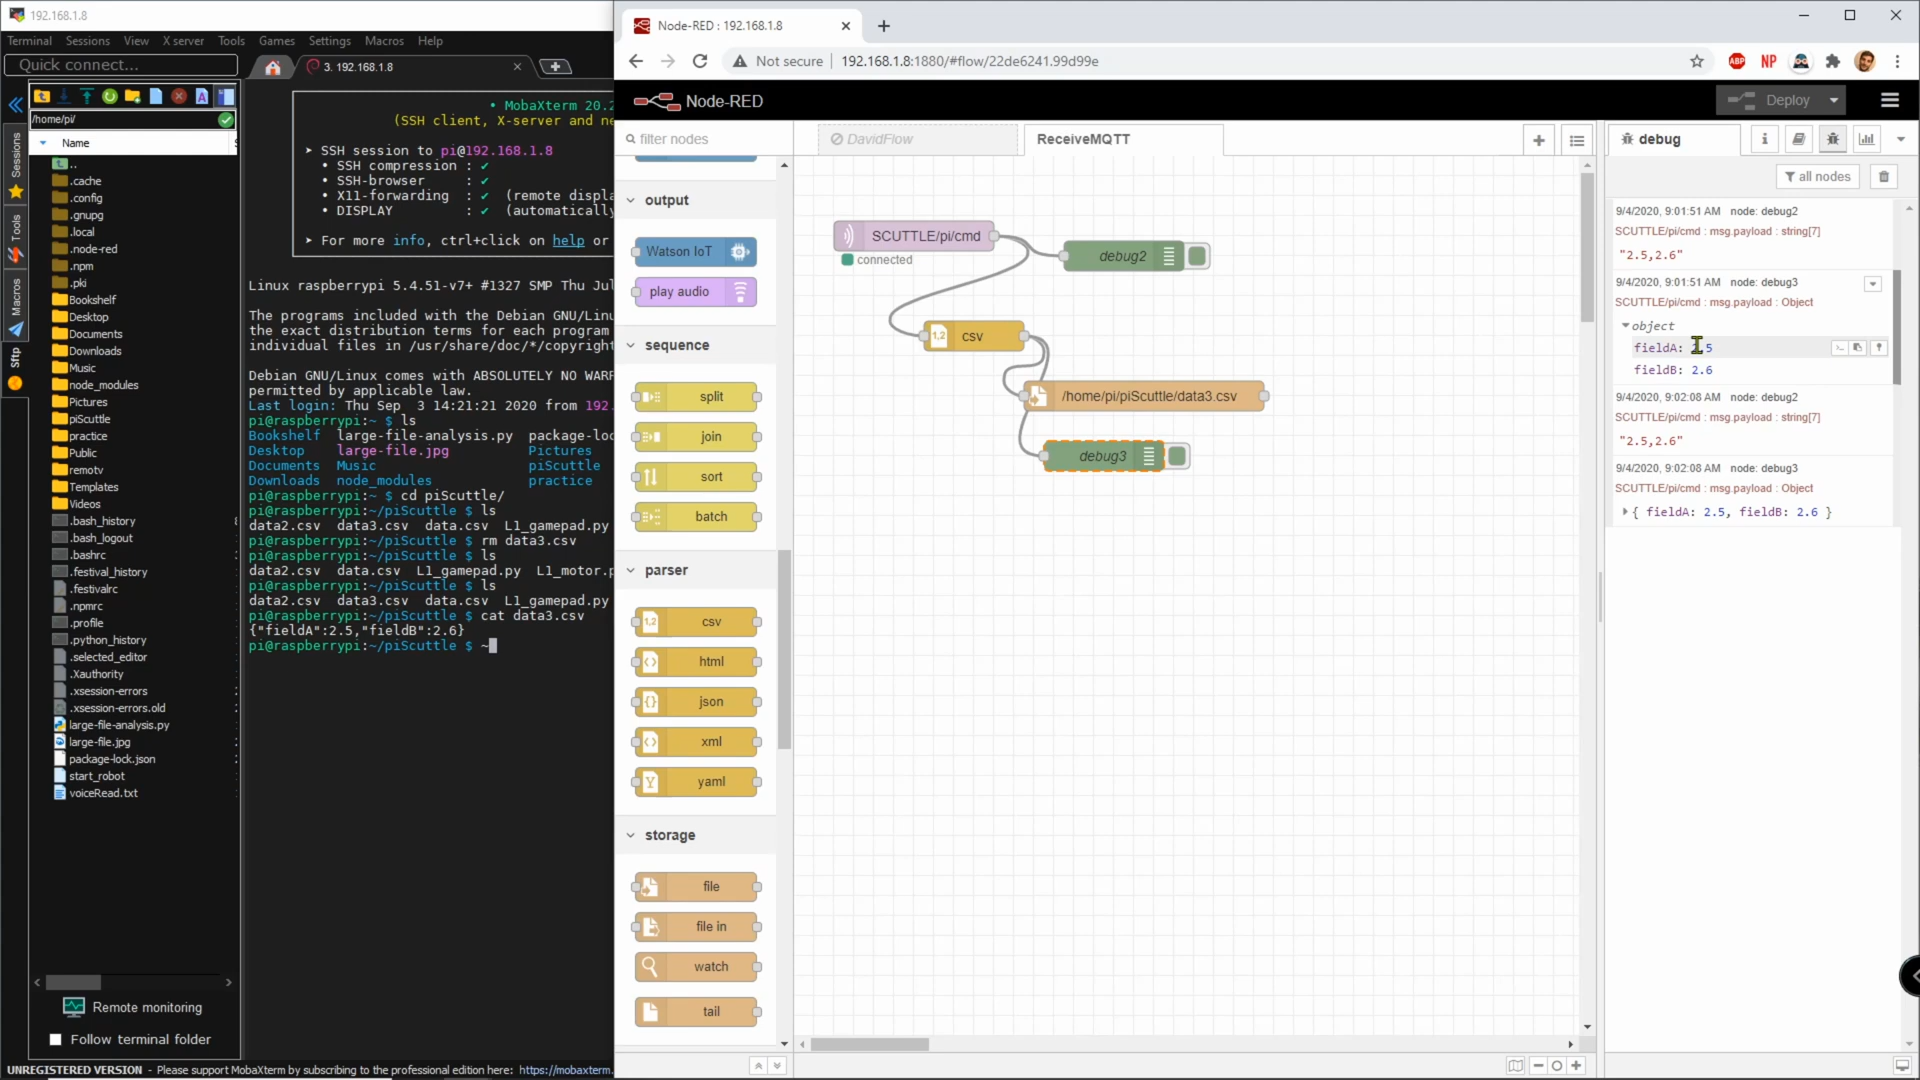 192.168.1.8
Terminal Sessions View X server Tools Games Settings Macros Help
Quick connect...
3. 192.168.1.8
/home/pi/
Name
Sessions
Tools
Macros
Sftp
..
.cache
.config
.gnupg
.local
.node-red
.npm
.pki
Bookshelf
Desktop
Documents
Downloads
Music
node_modules
Pictures
piScuttle
practice
Public
remotv
Templates
Videos
.bash_history
.bash_logout
.bashrc
.festival_history
.festivalrc
.npmrc
.profile
.python_history
.selected_editor
.Xauthority
.xsession-errors
.xsession-errors.old
large-file-analysis.py
large-file.jpg
package-lock.json
start_robot
voiceRead.txt
Remote monitoring
Follow terminal folder
UNREGISTERED VERSION - Please support MobaXterm by subscribing to the professional edition here: https://mobaxterm.
• MobaXterm 20.2
(SSH client, X-server and ne
➤ SSH session to pi@192.168.1.8
• SSH compression : ✔
• SSH-browser : ✔
• X11-forwarding : ✔ (remote displa
• DISPLAY : ✔ (automatically
➤ For more info, ctrl+click on help or
Linux raspberrypi 5.4.51-v7+ #1327 SMP Thu Jul
The programs included with the Debian GNU/Linu
the exact distribution terms for each program
individual files in /usr/share/doc/*/copyright
Debian GNU/Linux comes with ABSOLUTELY NO WARR
permitted by applicable law.
Last login: Thu Sep 3 14:21:21 2020 from 192.
pi@raspberrypi:~ $ ls
Bookshelf large-file-analysis.py package-loc
Desktop large-file.jpg Pictures
Documents Music piScuttle
Downloads node_modules practice
pi@raspberrypi:~ $ cd piScuttle/
pi@raspberrypi:~/piScuttle $ ls
data2.csv data3.csv data.csv L1_gamepad.py
pi@raspberrypi:~/piScuttle $ rm data3.csv
pi@raspberrypi:~/piScuttle $ ls
data2.csv data.csv L1_gamepad.py L1_motor.p
pi@raspberrypi:~/piScuttle $ ls
data2.csv data3.csv data.csv L1_gamepad.py
pi@raspberrypi:~/piScuttle $ cat data3.csv
{"fieldA":2.5,"fieldB":2.6}
pi@raspberrypi:~/piScuttle $ ~
Node-RED : 192.168.1.8
Not secure 192.168.1.8:1880/#flow/22de6241.99d99e
ABP NP
Node-RED
Deploy
filter nodes
output
Watson IoT
play audio
sequence
split
join
sort
batch
parser
csv
html
json
xml
yaml
storage
file
file in
watch
tail
DavidFlow
ReceiveMQTT
SCUTTLE/pi/cmd
connected
debug2
csv
/home/pi/piScuttle/data3.csv
debug3
debug
all nodes
9/4/2020, 9:01:51 AM node: debug2
SCUTTLE/pi/cmd : msg.payload : string[7]
"2.5,2.6"
9/4/2020, 9:01:51 AM node: debug3
SCUTTLE/pi/cmd : msg.payload : Object
object
fieldA: 2.5
fieldB: 2.6
9/4/2020, 9:02:08 AM node: debug2
SCUTTLE/pi/cmd : msg.payload : string[7]
"2.5,2.6"
9/4/2020, 9:02:08 AM node: debug3
SCUTTLE/pi/cmd : msg.payload : Object
{ fieldA: 2.5, fieldB: 2.6 }